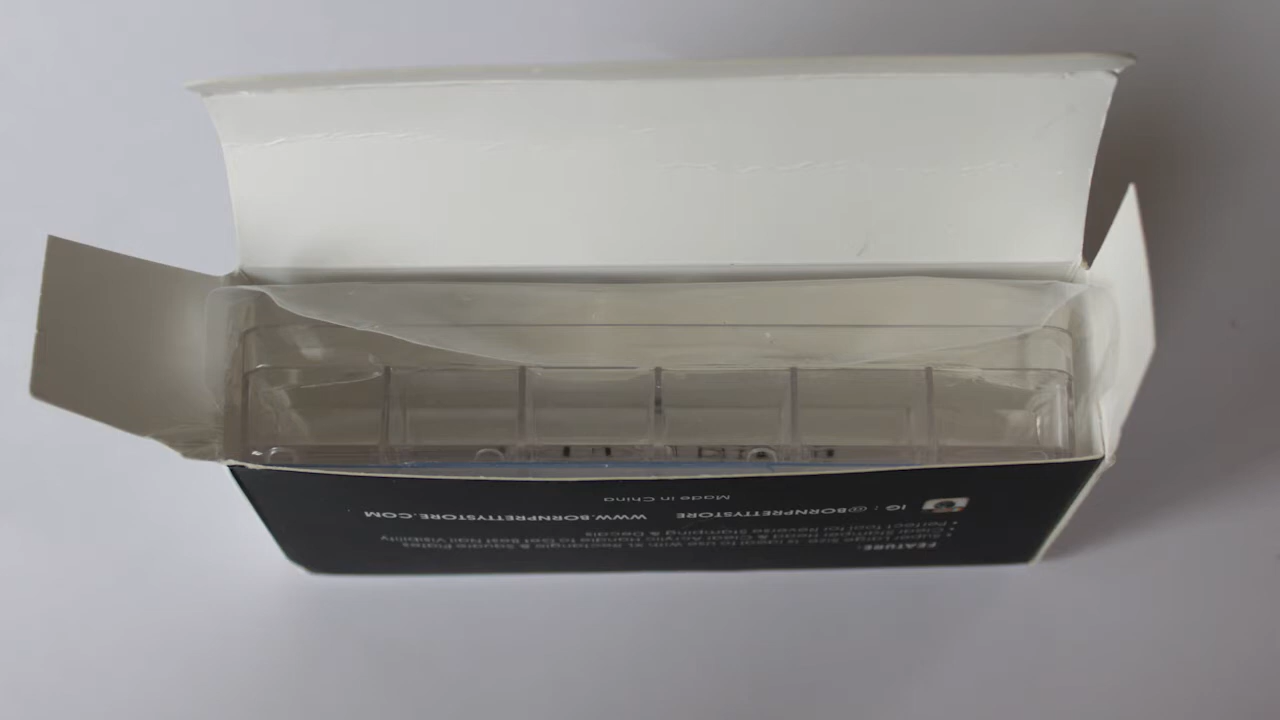 FEATURE:
• Super Large Size, is Ideal to Use with xl Rectangle & Square Plates
• Clear Stamper Head & Clear Acrylic Handle to Get Best Nail Visibility
• Perfect Tool for Reverse Stamping & Decals
IG : @BORNPRETTYSTORE WWW.BORNPRETTYSTORE.COM
Made in China